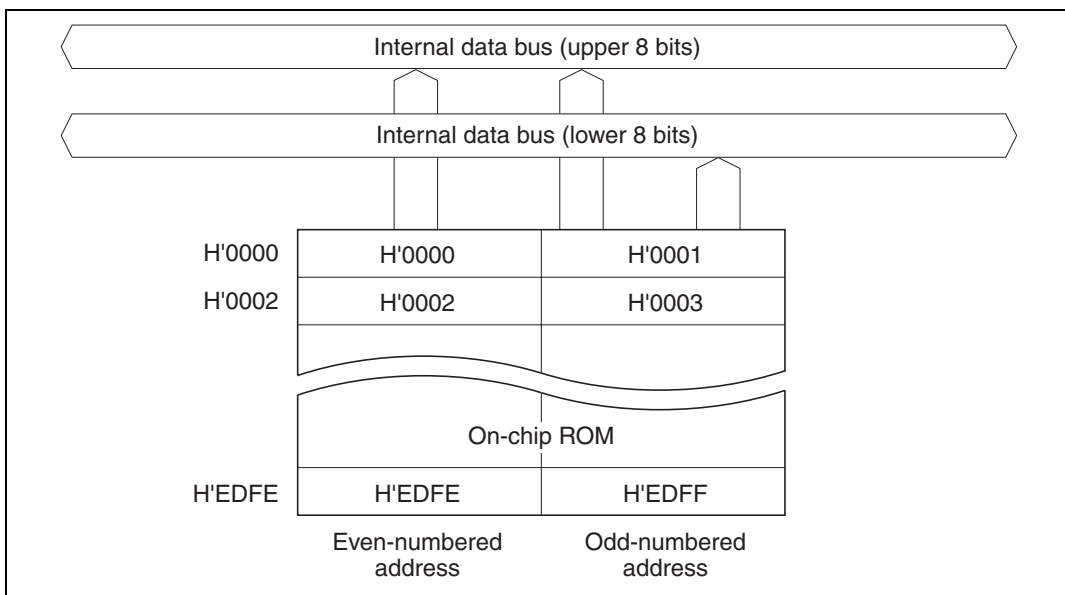 Internal data bus (upper 8 bits)
Internal data bus (lower 8 bits)
H'0000 H'0000 H'0001
H'0002 H'0002 H'0003
On-chip ROM
H'EDFE H'EDFE H'EDFF
Even-numbered address
Odd-numbered address